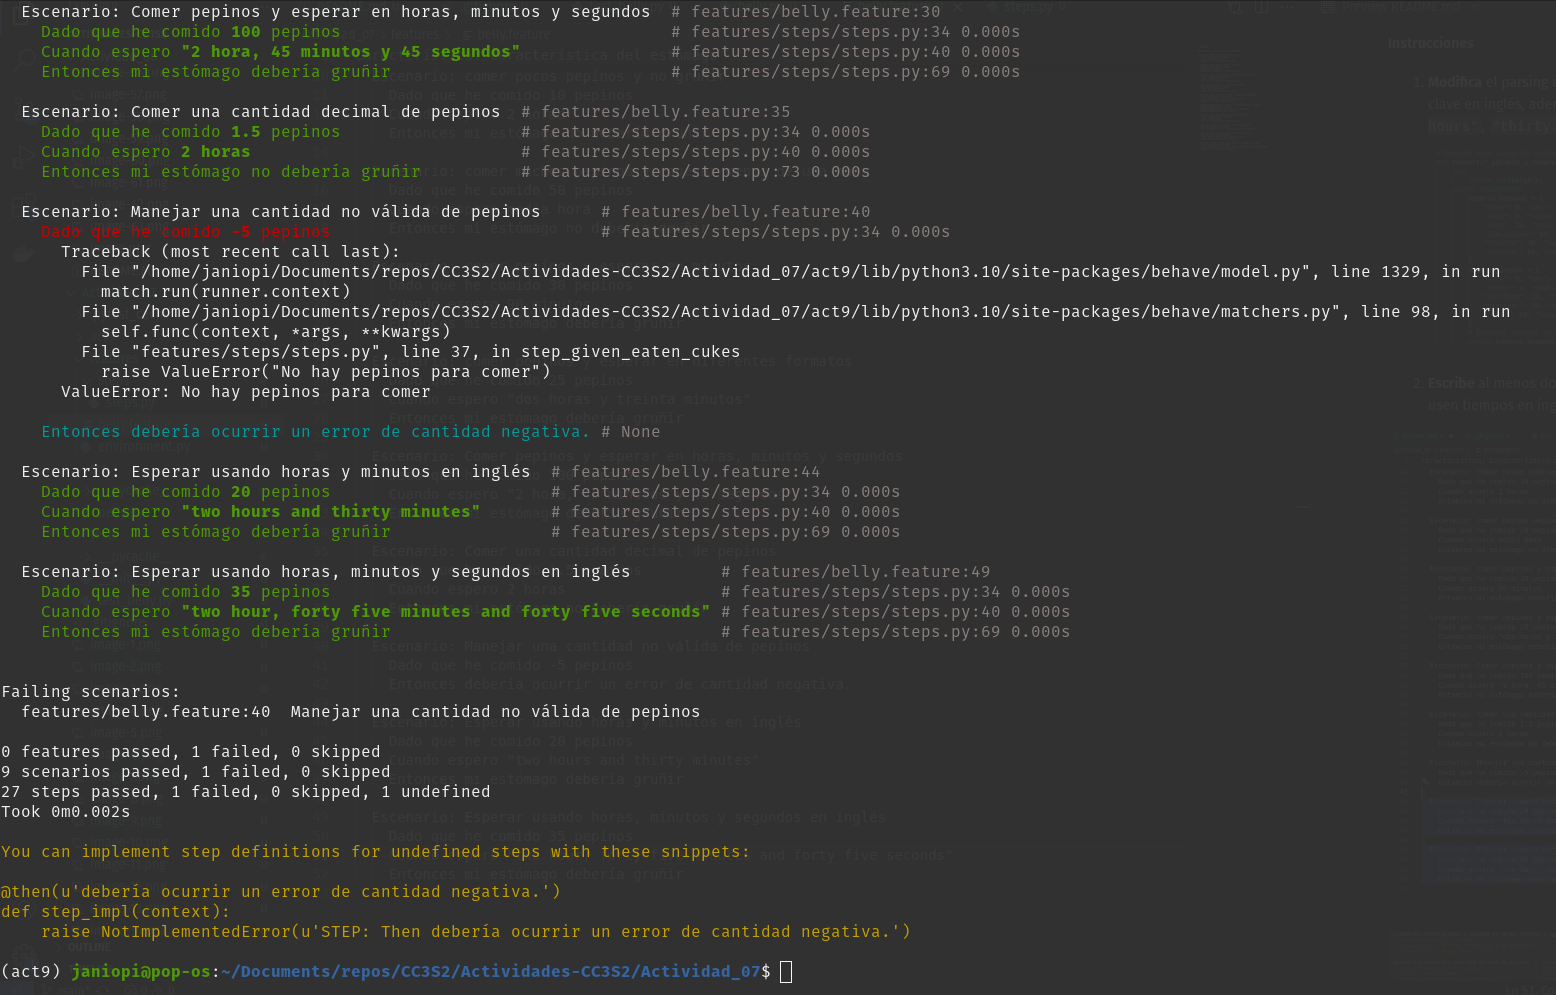 Escenario: Comer pepinos y esperar en horas, minutos y segundos  # features/belly.feature:30
Dado que he comido 100 pepinos  # features/steps/steps.py:34 0.000s
Cuando espero "2 hora, 45 minutos y 45 segundos"  # features/steps/steps.py:40 0.000s
Entonces mi estómago debería gruñir  # features/steps/steps.py:69 0.000s
Escenario: Comer una cantidad decimal de pepinos  # features/belly.feature:35
Dado que he comido 1.5 pepinos  # features/steps/steps.py:34 0.000s
Cuando espero 2 horas  # features/steps/steps.py:40 0.000s
Entonces mi estómago no debería gruñir  # features/steps/steps.py:73 0.000s
Escenario: Manejar una cantidad no válida de pepinos  # features/belly.feature:40
Dado que he comido -5 pepinos  # features/steps/steps.py:34 0.000s
Traceback (most recent call last):
File "/home/janiopi/Documents/repos/CC3S2/Actividades-CC3S2/Actividad_07/act9/lib/python3.10/site-packages/behave/model.py", line 1329, in run
match.run(runner.context)
File "/home/janiopi/Documents/repos/CC3S2/Actividades-CC3S2/Actividad_07/act9/lib/python3.10/site-packages/behave/matchers.py", line 98, in run
self.func(context, *args, **kwargs)
File "features/steps/steps.py", line 37, in step_given_eaten_cukes
raise ValueError("No hay pepinos para comer")
ValueError: No hay pepinos para comer
Entonces debería ocurrir un error de cantidad negativa. # None
Escenario: Esperar usando horas y minutos en inglés  # features/belly.feature:44
Dado que he comido 20 pepinos  # features/steps/steps.py:34 0.000s
Cuando espero "two hours and thirty minutes"  # features/steps/steps.py:40 0.000s
Entonces mi estómago debería gruñir  # features/steps/steps.py:69 0.000s
Escenario: Esperar usando horas, minutos y segundos en inglés  # features/belly.feature:49
Dado que he comido 35 pepinos  # features/steps/steps.py:34 0.000s
Cuando espero "two hour, forty five minutes and forty five seconds" # features/steps/steps.py:40 0.000s
Entonces mi estómago debería gruñir  # features/steps/steps.py:69 0.000s
Failing scenarios:
features/belly.feature:40  Manejar una cantidad no válida de pepinos
0 features passed, 1 failed, 0 skipped
9 scenarios passed, 1 failed, 0 skipped
27 steps passed, 1 failed, 0 skipped, 1 undefined
Took 0m0.002s
You can implement step definitions for undefined steps with these snippets:
@then(u'debería ocurrir un error de cantidad negativa.')
def step_impl(context):
raise NotImplementedError(u'STEP: Then debería ocurrir un error de cantidad negativa.')
(act9) janiopi@pop-os:~/Documents/repos/CC3S2/Actividades-CC3S2/Actividad_07$